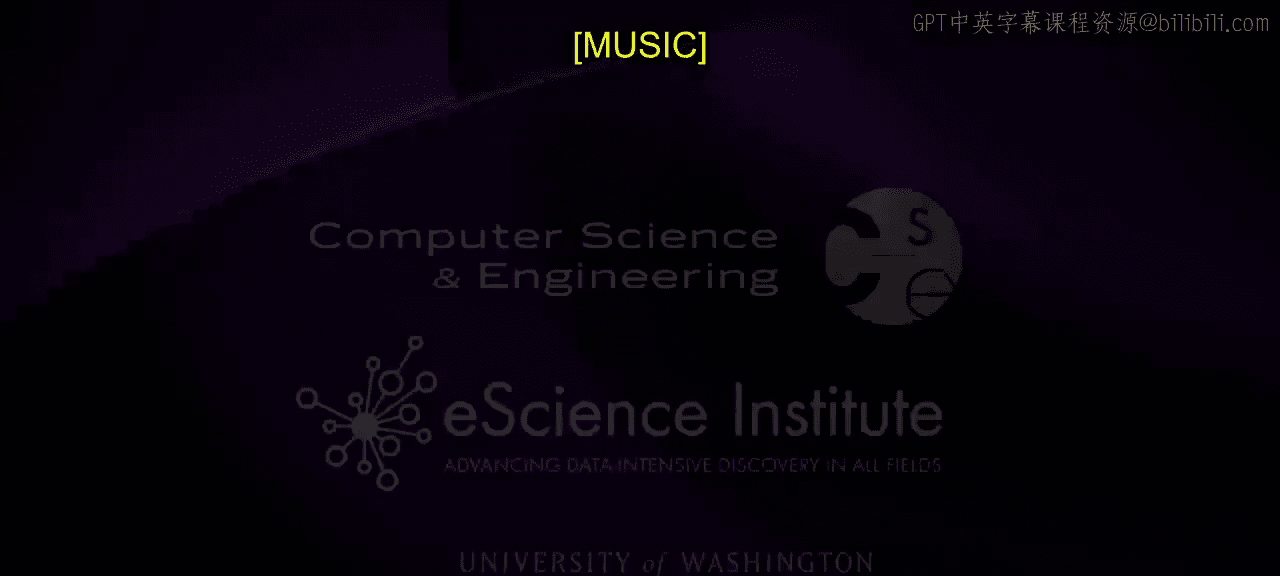 GPT中英字幕课程资源@bilibili.com
[MUSIC]
Computer Science
& Engineering
CSE
eScience Institute
ADVANCING DATA-INTENSIVE DISCOVERY IN ALL FIELDS
UNIVERSITY of WASHINGTON